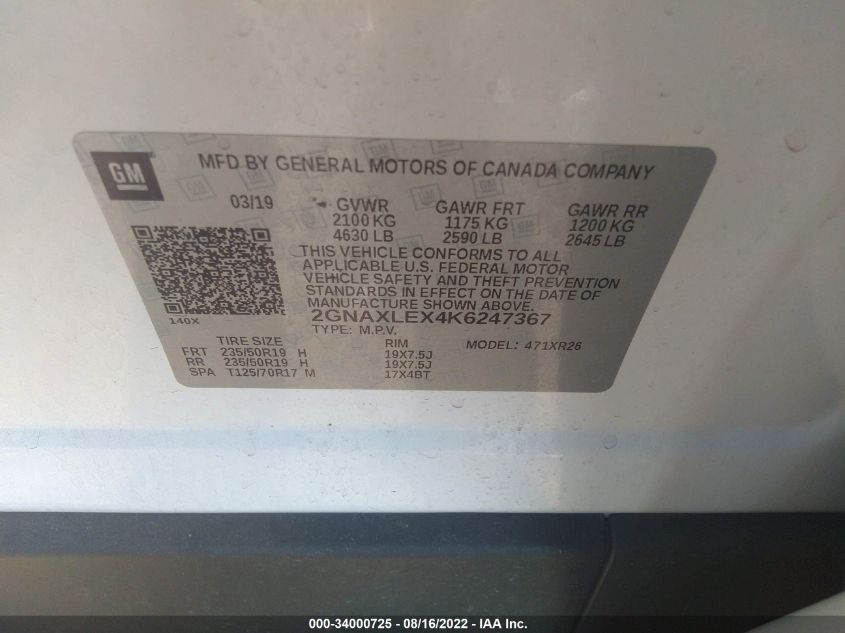 GM
MFD BY GENERAL MOTORS OF CANADA COMPANY
03/19 GVWR GAWR FRT GAWR RR
2100 KG 1175 KG 1200 KG
4630 LB 2590 LB 2645 LB
THIS VEHICLE CONFORMS TO ALL
APPLICABLE U.S. FEDERAL MOTOR
VEHICLE SAFETY AND THEFT PREVENTION
STANDARDS IN EFFECT ON THE DATE OF
MANUFACTURE SHOWN ABOVE.
140X 2GNAXLEX4K6247367
TYPE: M.P.V.
TIRE SIZE RIM MODEL: 471XR26
FRT 235/50R19 H 19X7.5J
RR 235/50R19 H 19X7.5J
SPA T125/70R17 M 17X4BT
000-34000725 - 08/16/2022 - IAA Inc.